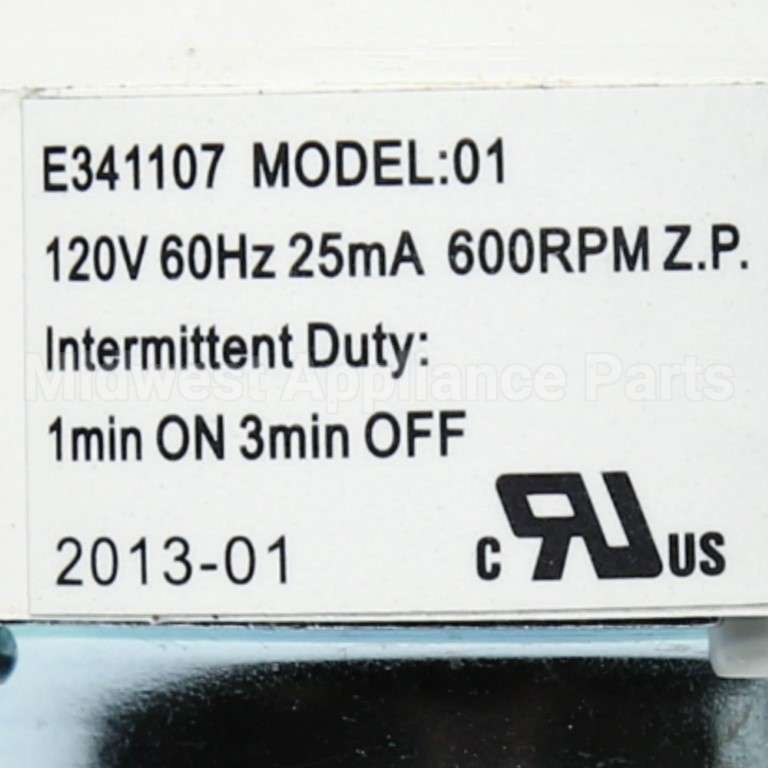 E341107 MODEL:01
120V 60Hz 25mA 600RPM Z.P.
Intermittent Duty:
Midwest Appliance Parts
1min ON 3min OFF
2013-01
c RU US